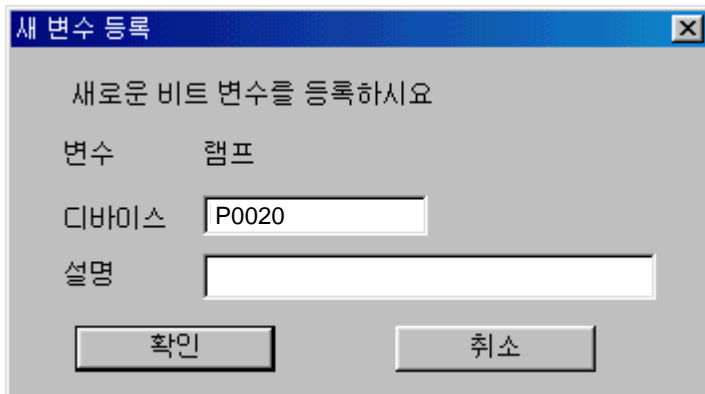 새 변수 등록
새로운 비트 변수를 등록하시요
변수 램프
디바이스 P0020
설명
확인 취소